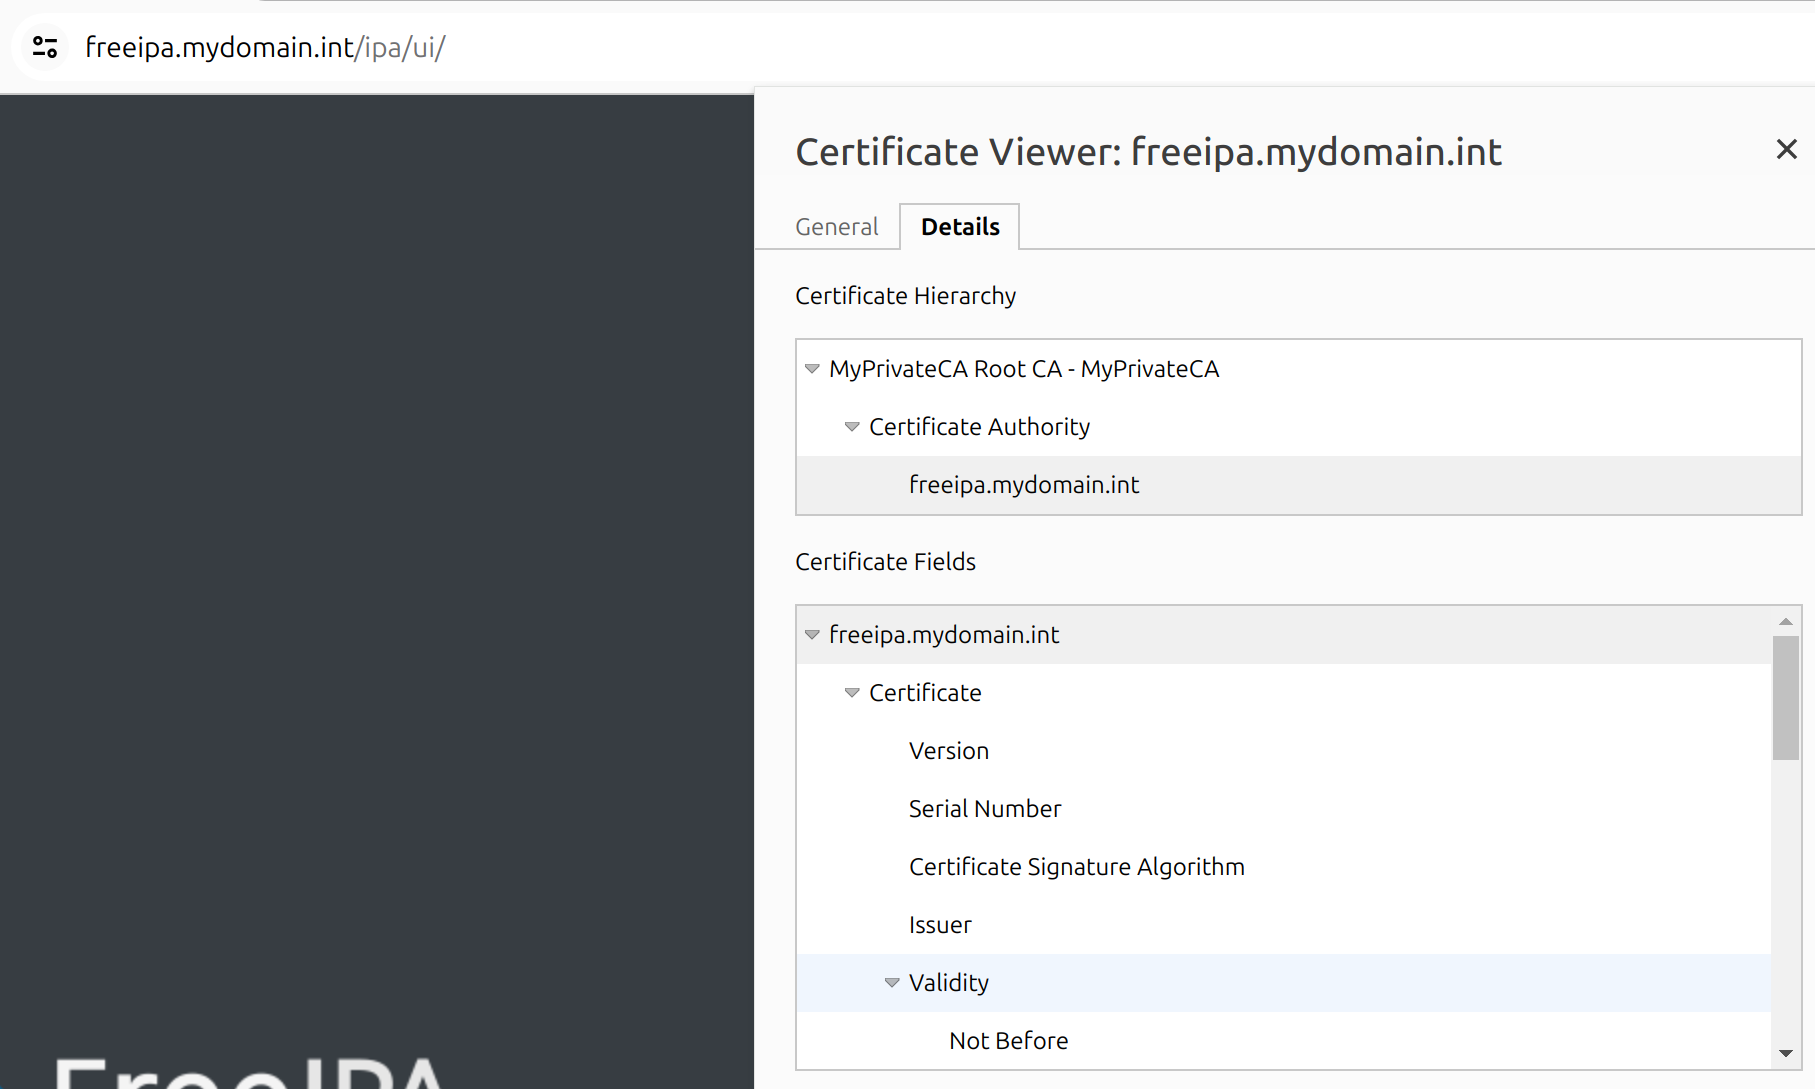 freeipa.mydomain.int/ipa/ui/
Certificate Viewer: freeipa.mydomain.int
General Details
Certificate Hierarchy
MyPrivateCA Root CA - MyPrivateCA
Certificate Authority
freeipa.mydomain.int
Certificate Fields
freeipa.mydomain.int
Certificate
Version
Serial Number
Certificate Signature Algorithm
Issuer
Validity
Not Before
FreeIPA